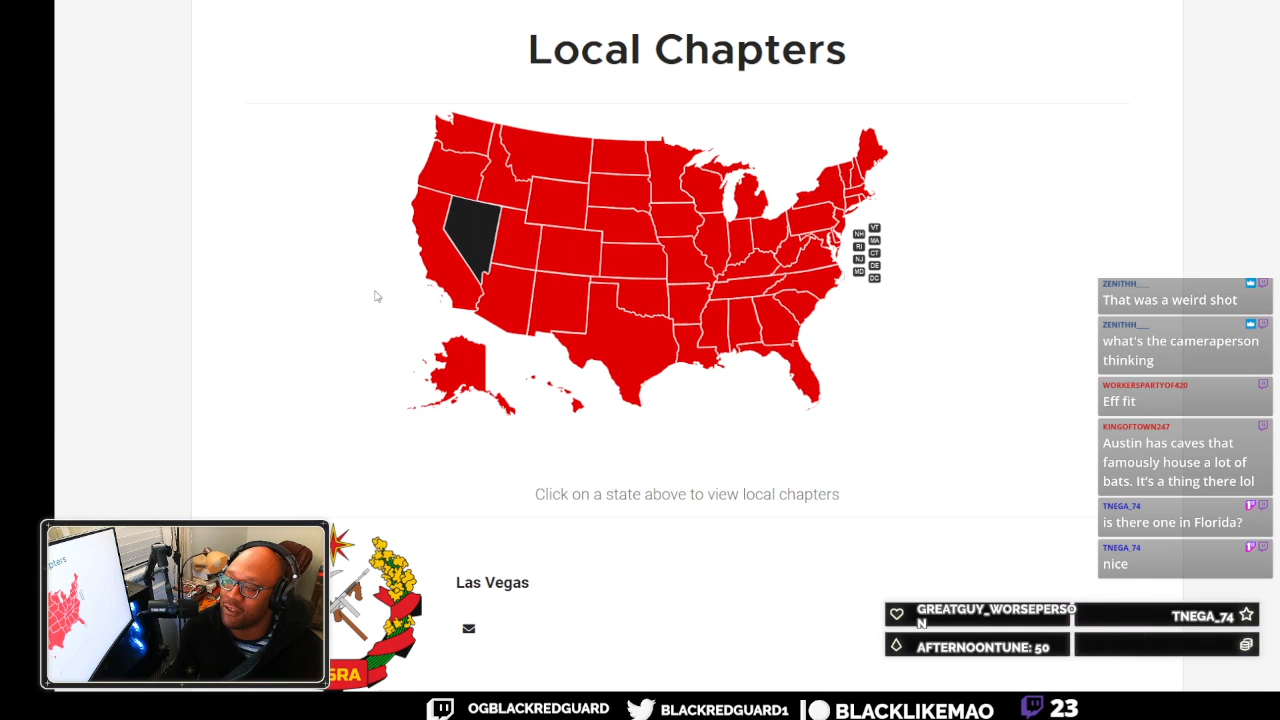 Local Chapters
VT
NH
MA
RI
CT
NJ
DE
MD
DC
Click on a state above to view local chapters
Las Vegas
SRA
ZENITHH___
That was a weird shot
ZENITHH___
what's the cameraperson
thinking
WORKERSPARTYOF420
Eff fit
KINGOFTOWN247
Austin has caves that
famously house a lot of
bats. It's a thing there lol
TNEGA_74
is there one in Florida?
TNEGA_74
nice
GREATGUY_WORSEPERSO
N
TNEGA_74
AFTERNOONTUNE: 50
pters
OGBLACKREDGUARD
BLACKREDGUARD1
BLACKLIKEMAO
23